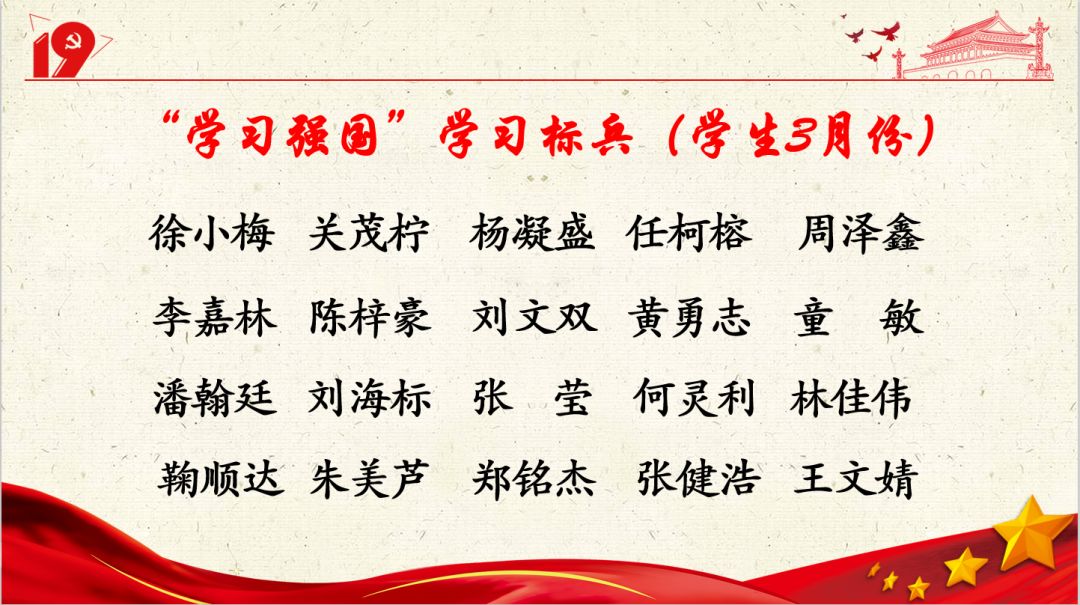 19
“学习强国”学习标兵（学生3月份）
徐小梅 关茂柠 杨凝盛 任柯榕 周泽鑫
李嘉林 陈梓豪 刘文双 黄勇志 童 敏
潘翰廷 刘海标 张 莹 何灵利 林佳伟
鞠顺达 朱美芦 郑铭杰 张健浩 王文婧